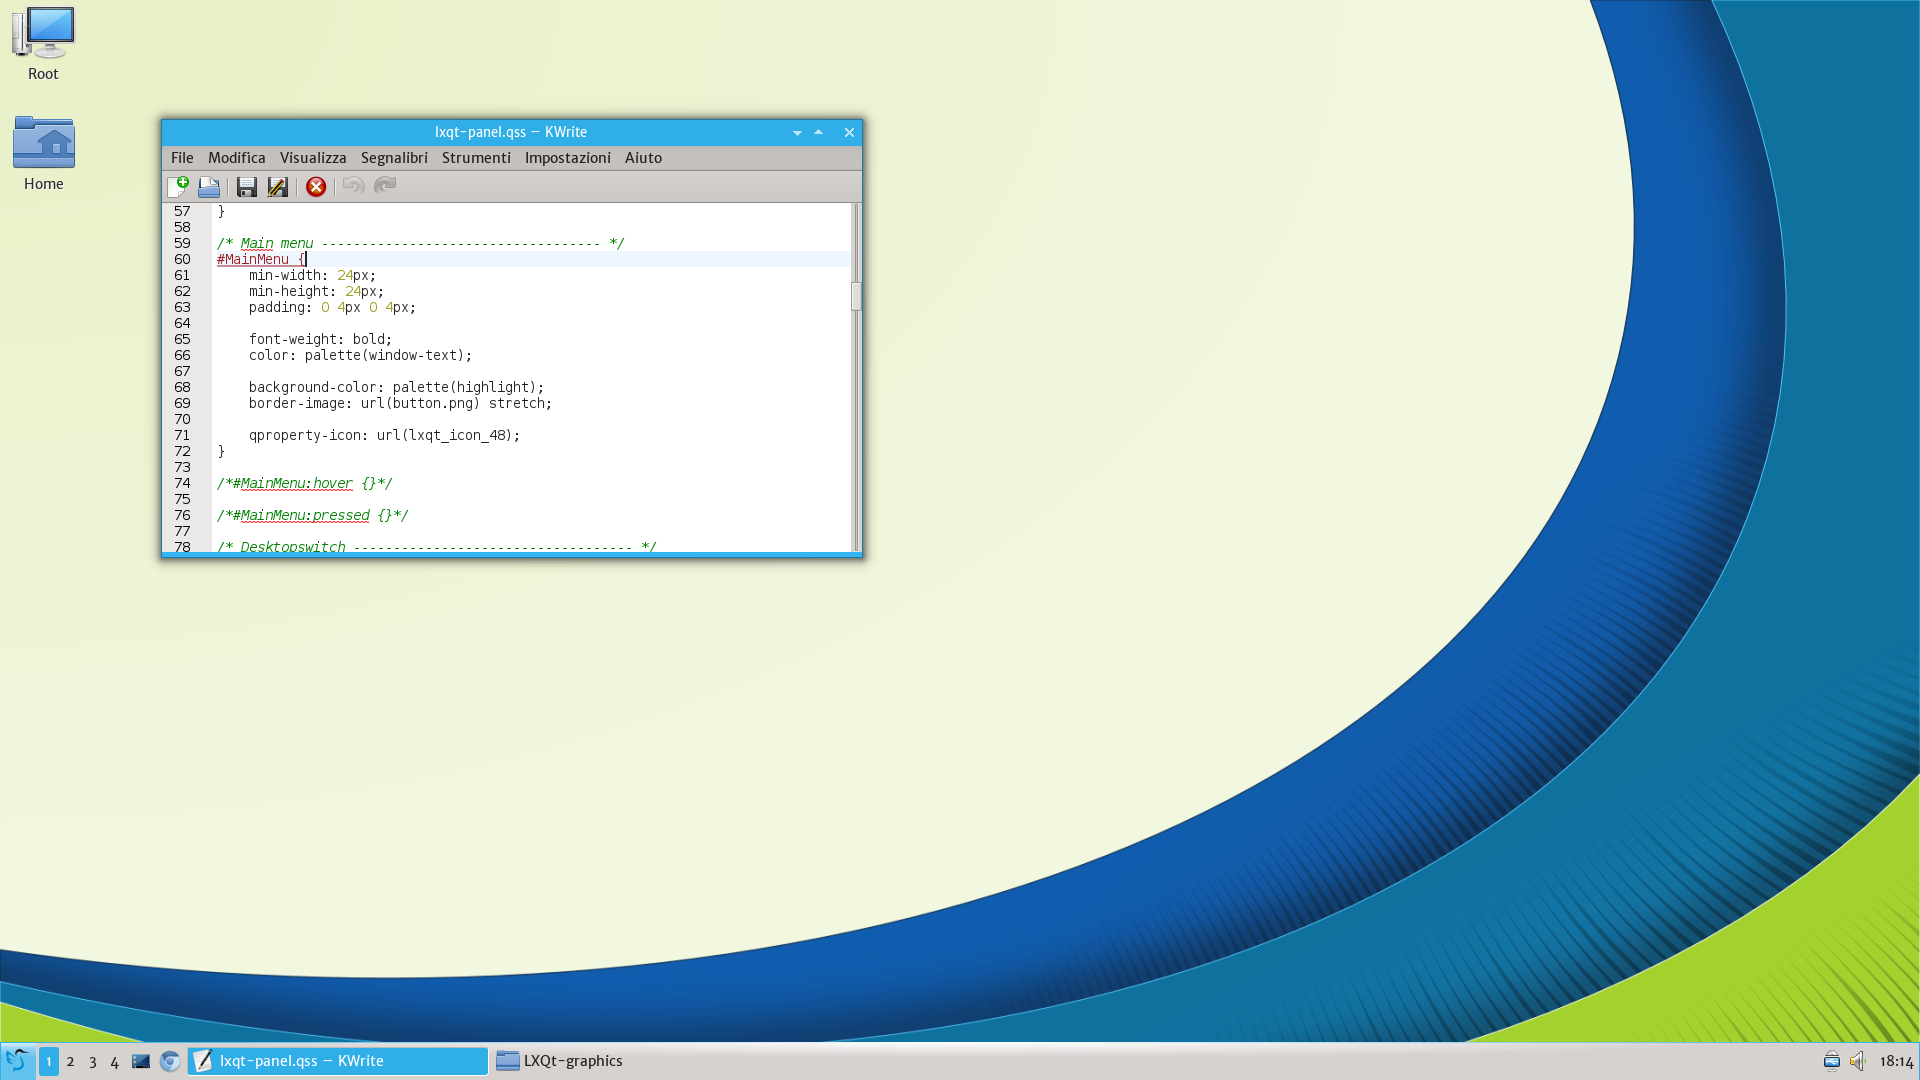 Root
Home
lxqt-panel.qss – KWrite
File Modifica Visualizza Segnalibri Strumenti Impostazioni Aiuto
57 }
58
59 /* Main menu ----------------------------------- */
60 #MainMenu {
61     min-width: 24px;
62     min-height: 24px;
63     padding: 0 4px 0 4px;
64
65     font-weight: bold;
66     color: palette(window-text);
67
68     background-color: palette(highlight);
69     border-image: url(button.png) stretch;
70
71     qproperty-icon: url(lxqt_icon_48);
72 }
73
74 /*#MainMenu:hover {}*/
75
76 /*#MainMenu:pressed {}*/
77
78 /* Desktopswitch ----------------------------------- */
1 2 3 4 lxqt-panel.qss – KWrite LXQt-graphics 18:14